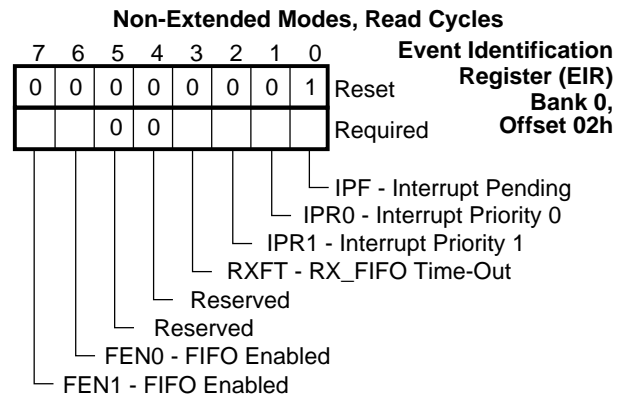 Non-Extended Modes, Read Cycles
7 6 5 4 3 2 1 0
Event Identification
Register (EIR)
Bank 0,
Offset 02h
0 0 0 0 0 0 0 1 Reset
0 0 Required
IPF - Interrupt Pending
IPR0 - Interrupt Priority 0
IPR1 - Interrupt Priority 1
RXFT - RX_FIFO Time-Out
Reserved
Reserved
FEN0 - FIFO Enabled
FEN1 - FIFO Enabled